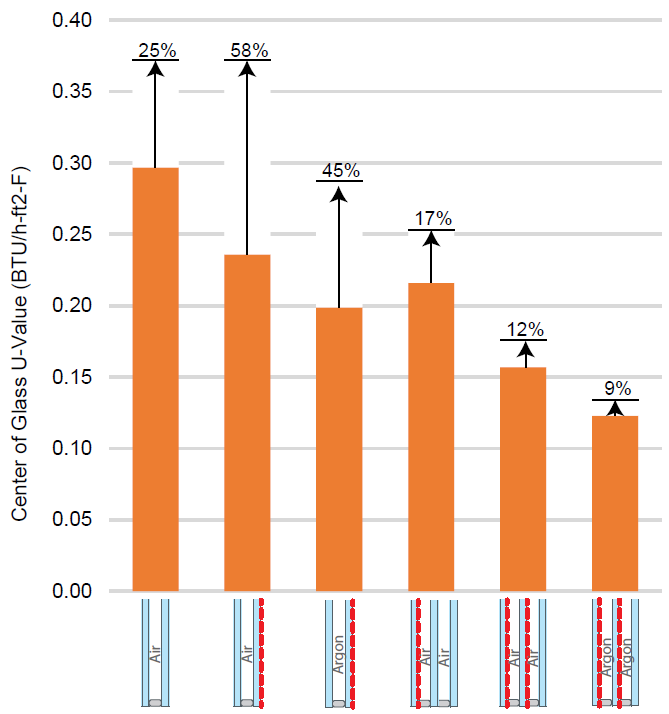 0.40
0.35
0.30
0.25
0.20
0.15
0.10
0.05
0.00
Center of Glass U-Value (BTU/h-ft2-F)
25%
58%
45%
17%
12%
9%
Air
Air
Argon
Air
Air
Air
Air
Argon
Argon